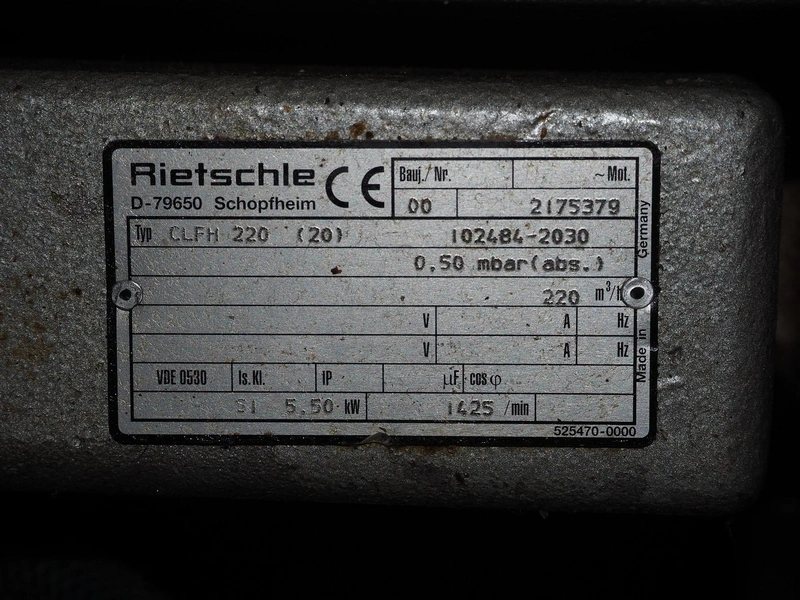 Rietschle CE
D-79650 Schopfheim
Bauj./Nr. ~Mot.
00 2175379
Typ CLFH 220 (20) 102484-2030
0,50 mbar(abs.)
220 m³/h
V A Hz
V A Hz
VDE 0530 Is.Kl. IP µF cos φ
S1 5,50 kW 1425 /min
525470-0000
Made in Germany